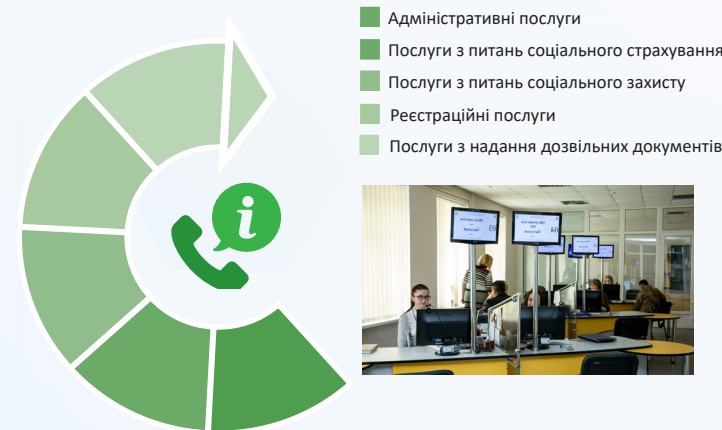 Адміністративні послуги
Послуги з питань соціального страхування
Послуги з питань соціального захисту
Реєстраційні послуги
Послуги з надання дозвільних документів
i